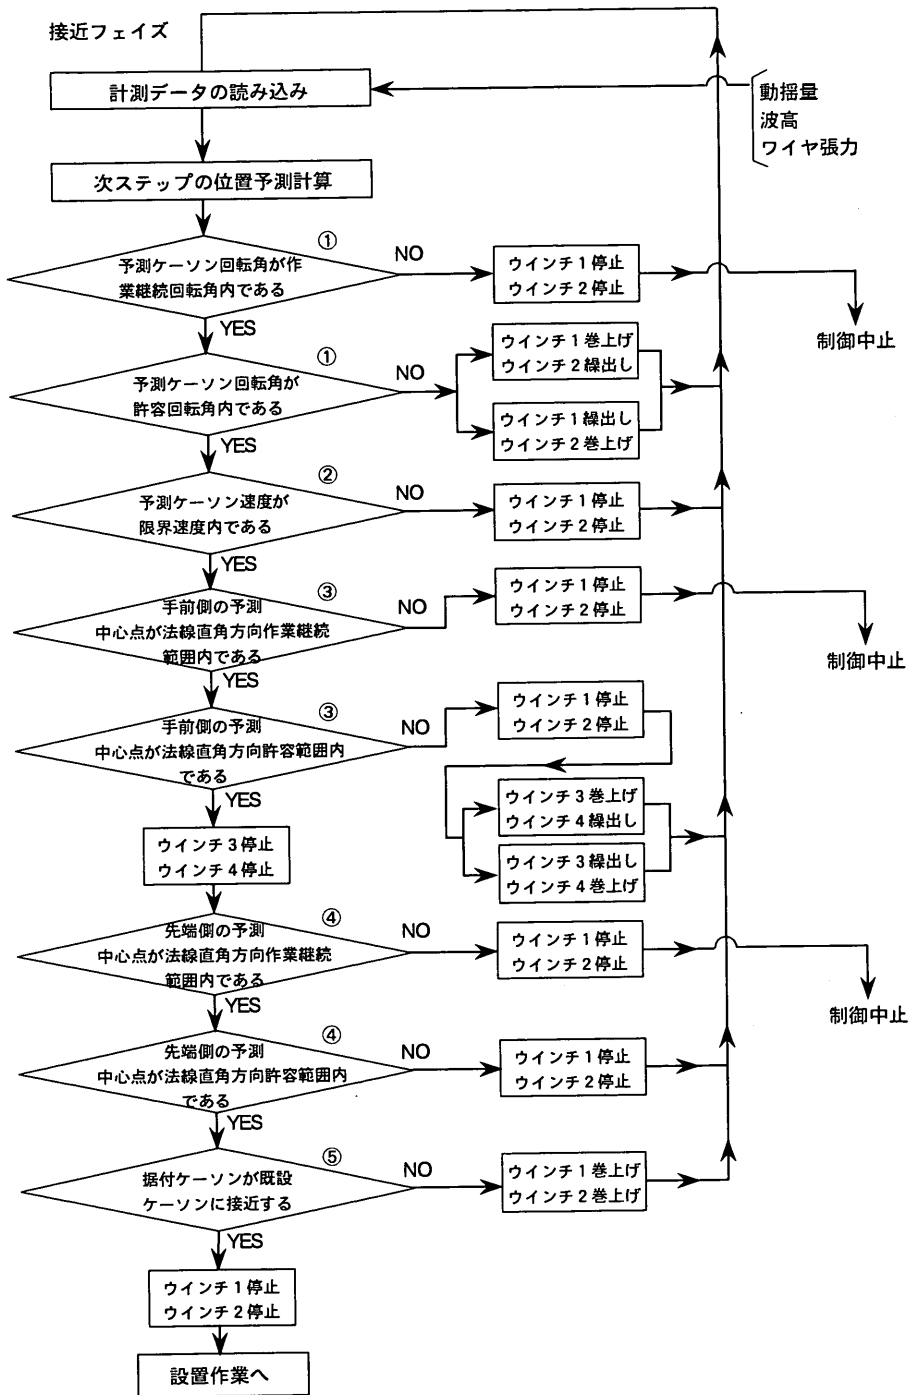 接近フェイズ
計測データの読み込み
動揺量
波高
ワイヤ張力
次ステップの位置予測計算
①
予測ケーソン回転角が作
業継続回転角内である
NO
ウインチ1停止
ウインチ2停止
制御中止
YES
①
予測ケーソン回転角が
許容回転角内である
NO
ウインチ1巻上げ
ウインチ2繰出し
ウインチ1繰出し
ウインチ2巻上げ
YES
②
予測ケーソン速度が
限界速度内である
NO
ウインチ1停止
ウインチ2停止
YES
③
手前側の予測
中心点が法線直角方向作業継続
範囲内である
NO
ウインチ1停止
ウインチ2停止
制御中止
YES
③
手前側の予測
中心点が法線直角方向許容範囲内
である
NO
ウインチ1停止
ウインチ2停止
ウインチ3巻上げ
ウインチ4繰出し
ウインチ3繰出し
ウインチ4巻上げ
YES
ウインチ3停止
ウインチ4停止
④
先端側の予測
中心点が法線直角方向作業継続
範囲内である
NO
ウインチ1停止
ウインチ2停止
制御中止
YES
④
先端側の予測
中心点が法線直角方向許容範囲内
である
NO
ウインチ1停止
ウインチ2停止
YES
⑤
据付ケーソンが既設
ケーソンに接近する
NO
ウインチ1巻上げ
ウインチ2巻上げ
YES
ウインチ1停止
ウインチ2停止
設置作業へ